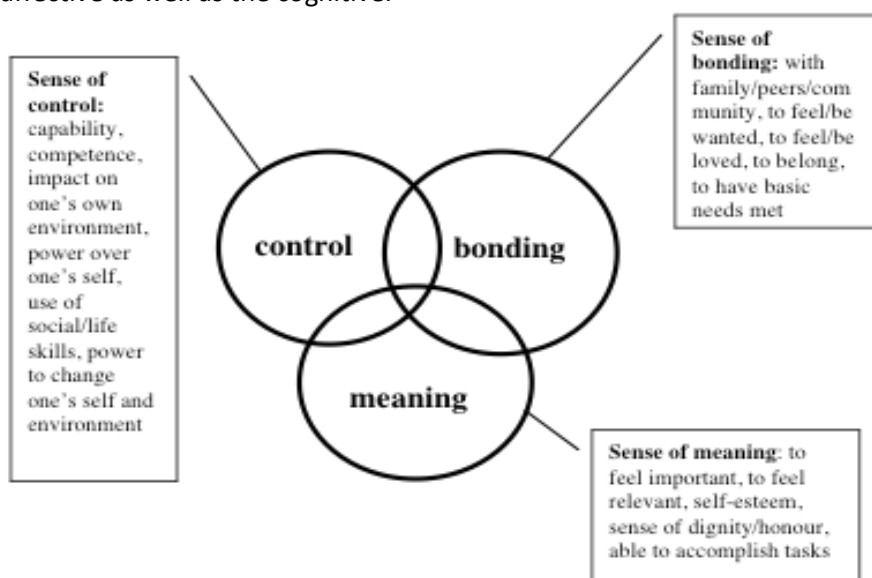 affective as well as the cognitive.
Sense of
control:
capability,
competence,
impact on
one's own
environment,
power over
one's self,
use of
social/life
skills, power
to change
one's self and
environment
Sense of
bonding: with
family/peers/com
munity, to feel/be
wanted, to feel/be
loved, to belong,
to have basic
needs met
control
bonding
meaning
Sense of meaning: to
feel important, to feel
relevant, self-esteem,
sense of dignity/honour,
able to accomplish tasks